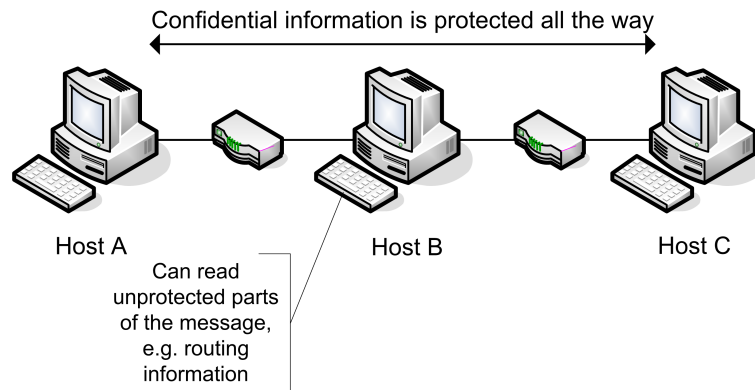 Confidential information is protected all the way
Host A
Host B
Host C
Can read
unprotected parts
of the message,
e.g. routing
information